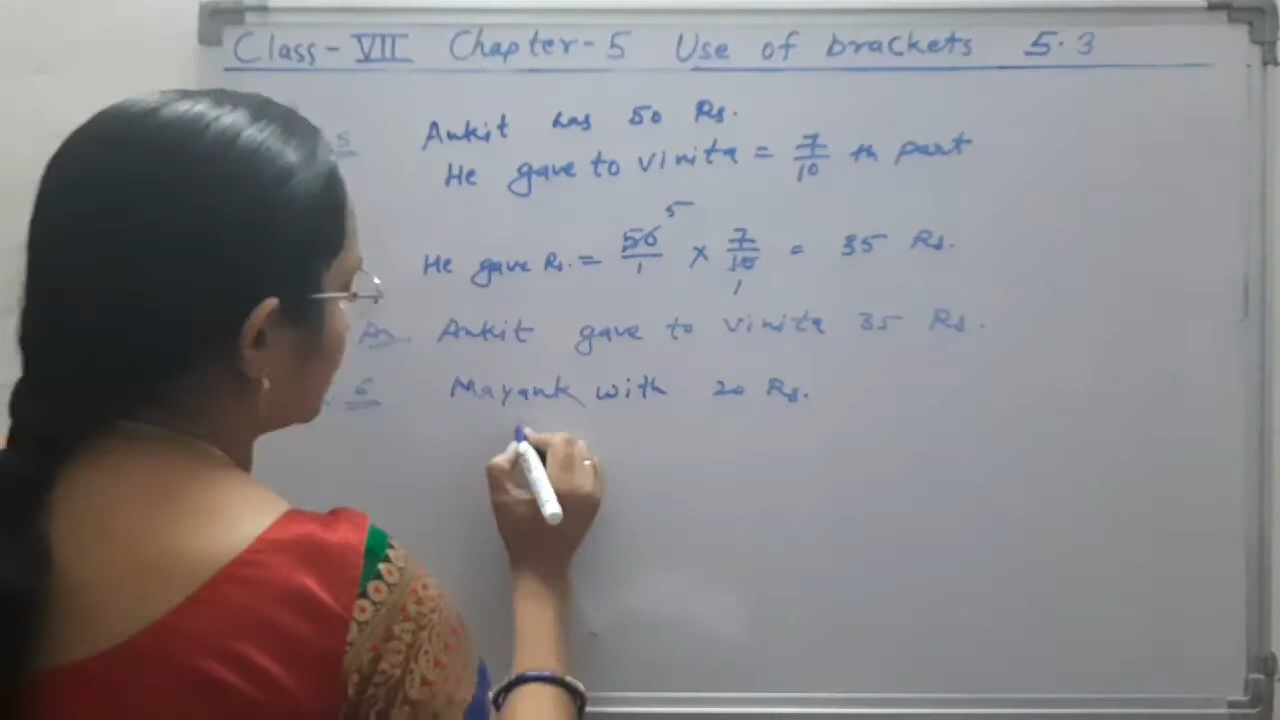 Class-VII Chapter-5 Use of brackets 5.3
5 Ankit has 50 Rs.
He gave to Vinita = 7/10 th part
He gave Rs. = 50/1 5 × 7/10 1 = 35 Rs.
An. Ankit gave to Vinita 35 Rs.
6 Mayank with 20 Rs.